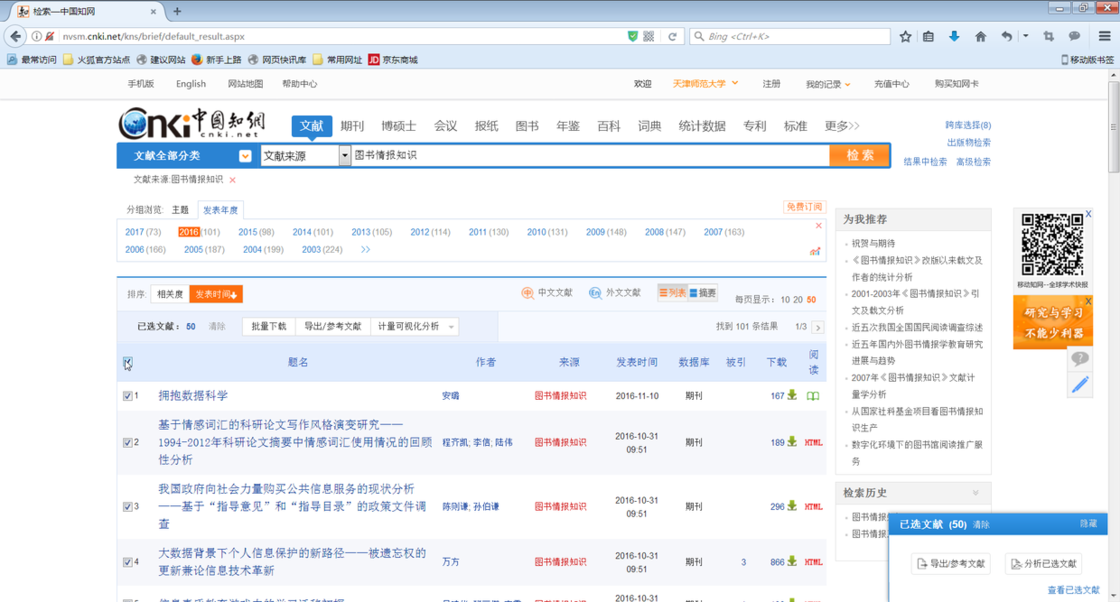 检索—中国知网
nvsm.cnki.net/kns/brief/default_result.aspx
Bing <Ctrl+K>
最常访问 火狐官方站点 建议网站 新手上路 网页快讯库 常用网址 JD 京东商城 移动版书签
手机版 English 网站地图 帮助中心 欢迎 天津师范大学 注册 我的记录 充值中心 购买知网卡
cnki 中国知网
cnki.net
文献 期刊 博硕士 会议 报纸 图书 年鉴 百科 词典 统计数据 专利 标准 更多>>
跨库选择(8)
出版物检索
文献全部分类 文献来源 图书情报知识 检索
结果中检索 高级检索
文献来源:图书情报知识 ×
分组浏览: 主题 发表年度 免费订阅
2017 (73) 2016 (101) 2015 (98) 2014 (101) 2013 (105) 2012 (114) 2011 (130) 2010 (131) 2009 (148) 2008 (147) 2007 (163)
2006 (166) 2005 (187) 2004 (199) 2003 (224) >>
排序: 相关度 发表时间 中文文献 外文文献 列表 摘要 每页显示: 10 20 50
已选文献: 50 清除 批量下载 导出/参考文献 计量可视化分析 找到 101 条结果 1/3
题名 作者 来源 发表时间 数据库 被引 下载 阅读
1 拥抱数据科学 安璐 图书情报知识 2016-11-10 期刊 167
基于情感词汇的科研论文写作风格演变研究——
2 1994-2012年科研论文摘要中情感词汇使用情况的回顾 程齐凯; 李信; 陆伟 图书情报知识 2016-10-31 09:51 期刊 189 HTML
性分析
我国政府向社会力量购买公共信息服务的现状分析
3 ——基于“指导意见”和“指导目录”的政策文件调 陈则谦; 孙伯谦 图书情报知识 2016-10-31 09:51 期刊 296 HTML
查
大数据背景下个人信息保护的新路径——被遗忘权的
4 更新兼论信息技术革新 万方 图书情报知识 2016-10-31 09:51 期刊 3 866 HTML
2016-10-31
为我推荐
祝贺与期待
《图书情报知识》改版以来载文及
作者的统计分析
2001-2003年《图书情报知识》引
文及载文分析
近五次我国全国国民阅读调查综述
近五年国内外图书情报学教育研究
进展与趋势
2007年《图书情报知识》文献计
量学分析
从国家社科基金项目看图书情报知
识生产
数字化环境下的图书馆阅读推广服
务
检索历史
图书情报
图书情报
移动知网--全球学术快报
研究与学习
不能少利器
已选文献 (50) 清除 隐藏
导出/参考文献 分析已选文献
查看已选文献